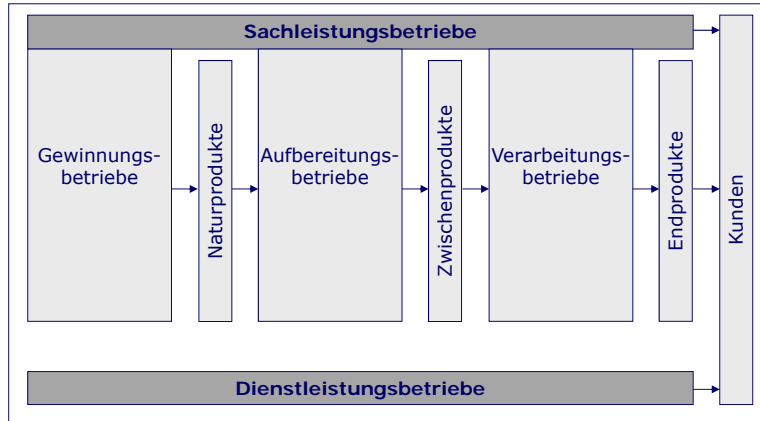 Sachleistungsbetriebe
Gewinnungs-
betriebe
Naturprodukte
Aufbereitungs-
betriebe
Zwischenprodukte
Verarbeitungs-
betriebe
Endprodukte
Kunden
Dienstleistungsbetriebe